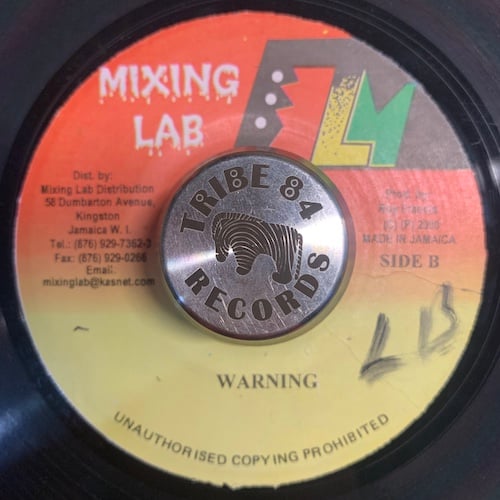 MIXING
LAB
Dist. by:
Mixing Lab Distribution
58 Dumbarton Avenue,
Kingston
Jamaica W. I.
Tel.: (876) 929-7362-3
Fax: (876) 929-0266
Email:
mixinglab@kasnet.com
TRIBE 84
RECORDS
MADE IN JAMAICA
SIDE B
WARNING
UNAUTHORISED COPYING PROHIBITED